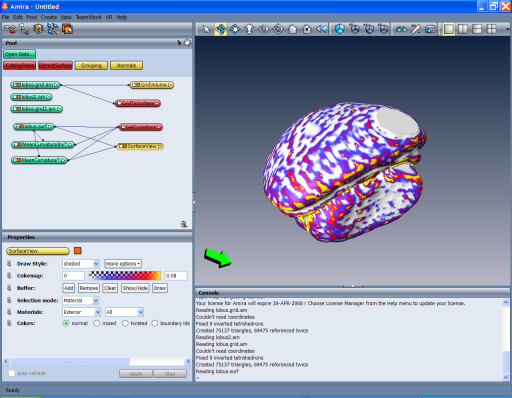 Amira - Untitled
File Edit Pool Create View TeamWork VR Help
Pool
Open Data...
CuttingPlane ExtractSurface Grouping Normals
lobus.grid.am GridVolume
lobus2.am GridToSurface
lobus.grid2.am
lobus.surf GetCurvature
MeanCurvatureInv SurfaceView
MeanCurvature
Properties
SurfaceView
Draw Style: shaded more options
Colormap: 0 0.08
Buffer: Add Remove Clear Show/Hide Draw
Selection mode: Material
Materials: Exterior All
Colors: normal mixed twisted boundary ids
auto-refresh Apply Stop
Ready
Console
Your license for Amira will expire 30-APR-2008 ! Choose License Manager from the Help menu to update your license.
Reading lobus.grid.am
Couldn't read coordinates
Fixed 0 inverted tetrahedrons
Created 75137 triangles, 69475 referenced twice
Reading lobus2.am
Reading lobus.grid.am
Couldn't read coordinates
Fixed 0 inverted tetrahedrons
Created 75137 triangles, 69475 referenced twice
Reading lobus.surf
>